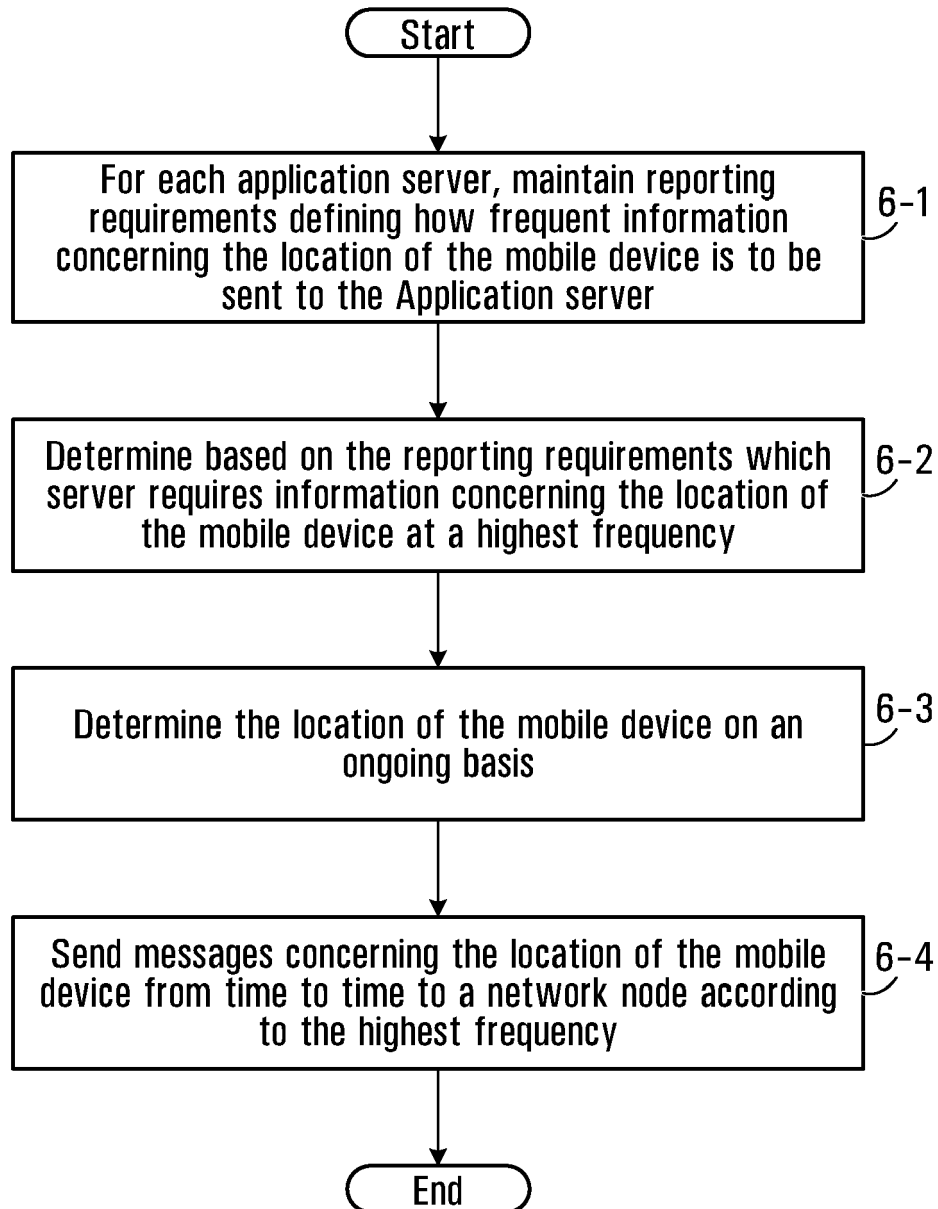 Start
For each application server, maintain reporting
requirements defining how frequent information
concerning the location of the mobile device is to be
sent to the Application server
6-1
Determine based on the reporting requirements which
server requires information concerning the location of
the mobile device at a highest frequency
6-2
Determine the location of the mobile device on an
ongoing basis
6-3
Send messages concerning the location of the mobile
device from time to time to a network node according
to the highest frequency
6-4
End